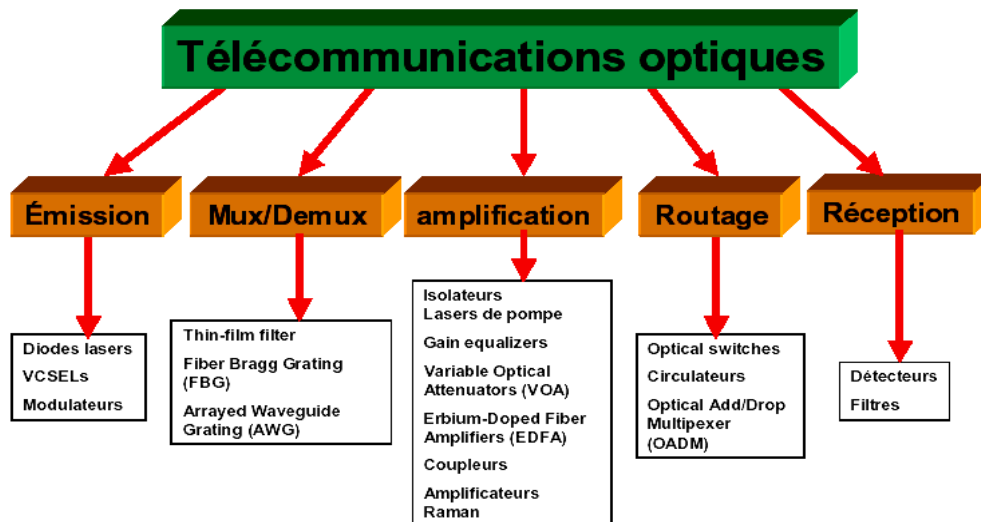 Télécommunications optiques
Émission
Mux/Demux
amplification
Routage
Réception
Diodes lasers
VCSELs
Modulateurs
Thin-film filter
Fiber Bragg Grating
(FBG)
Arrayed Waveguide
Grating (AWG)
Isolateurs
Lasers de pompe
Gain equalizers
Variable Optical
Attenuators (VOA)
Erbium-Doped Fiber
Amplifiers (EDFA)
Coupleurs
Amplificateurs
Raman
Optical switches
Circulateurs
Optical Add/Drop
Multipexer
(OADM)
Détecteurs
Filtres